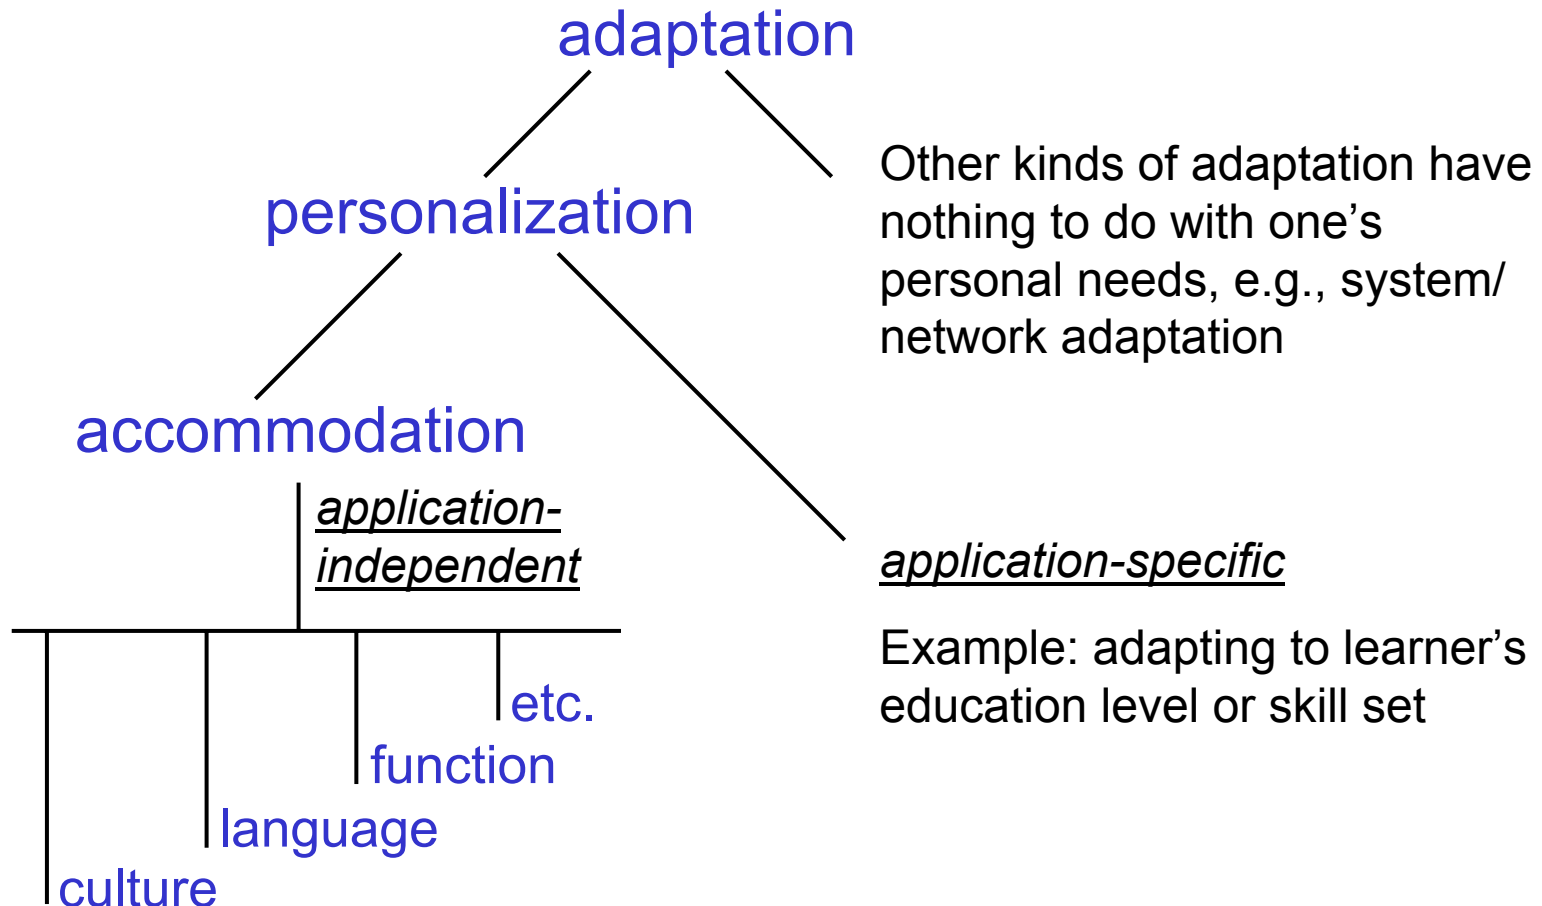 adaptation
Other kinds of adaptation have
nothing to do with one’s
personal needs, e.g., system/
network adaptation
personalization
accommodation
application-
independent
application-specific
Example: adapting to learner’s
education level or skill set
etc.
function
language
culture